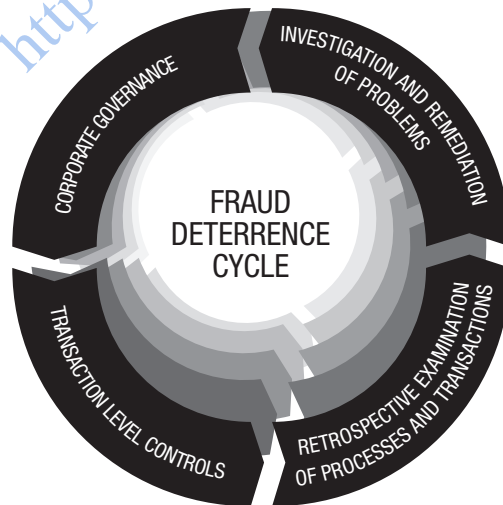 http
CORPORATE GOVERNANCE
INVESTIGATION AND REMEDIATION
OF PROBLEMS
FRAUD
DETERRENCE
CYCLE
TRANSACTION LEVEL CONTROLS
RETROSPECTIVE EXAMINATION
OF PROCESSES AND TRANSACTIONS